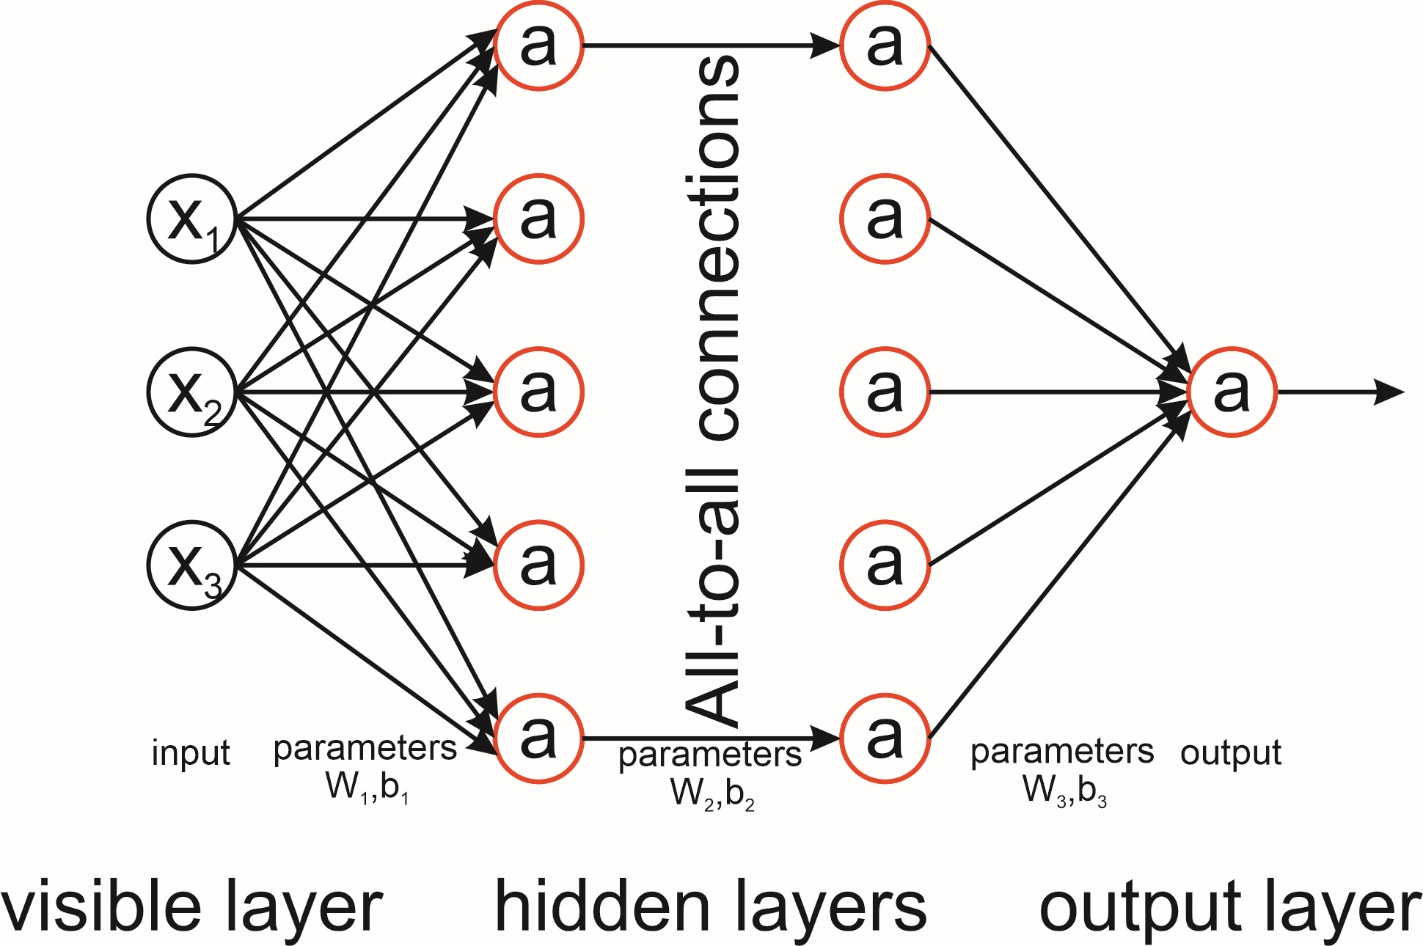 a
a
x1
a
a
x2
a
a
a
x3
a
a
a
a
All-to-all connections
input
parameters
W1,b1
parameters
W2,b2
parameters
W3,b3
output
visible layer
hidden layers
output layer